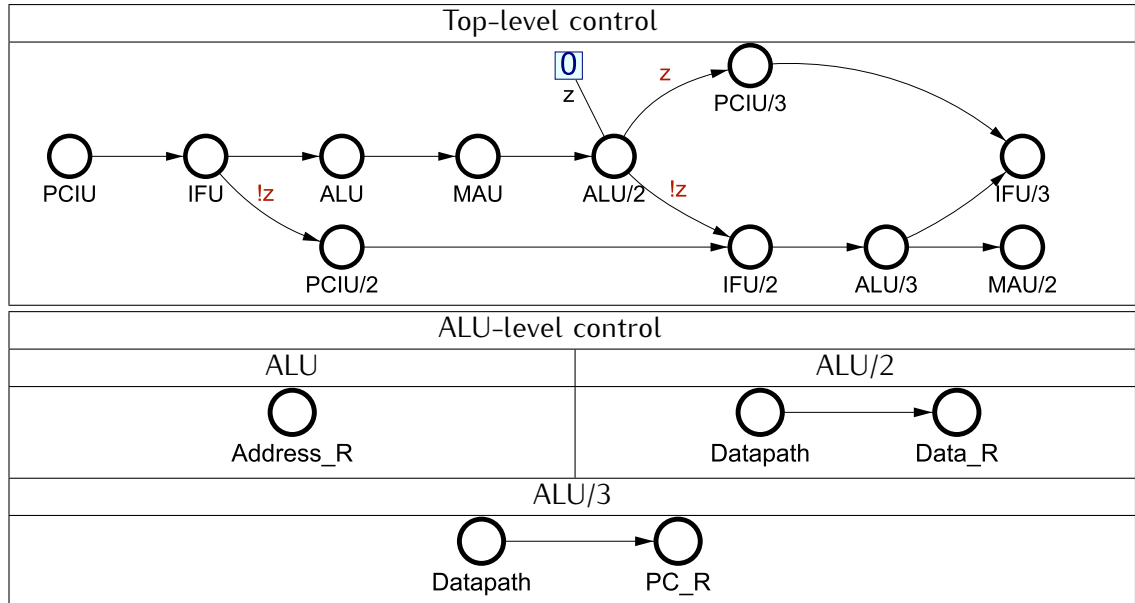 Top-level control
0
z
z
PCIU/3
PCIU
IFU
ALU
MAU
ALU/2
IFU/3
!z
!z
PCIU/2
IFU/2
ALU/3
MAU/2
ALU-level control
ALU
ALU/2
Address_R
Datapath
Data_R
ALU/3
Datapath
PC_R